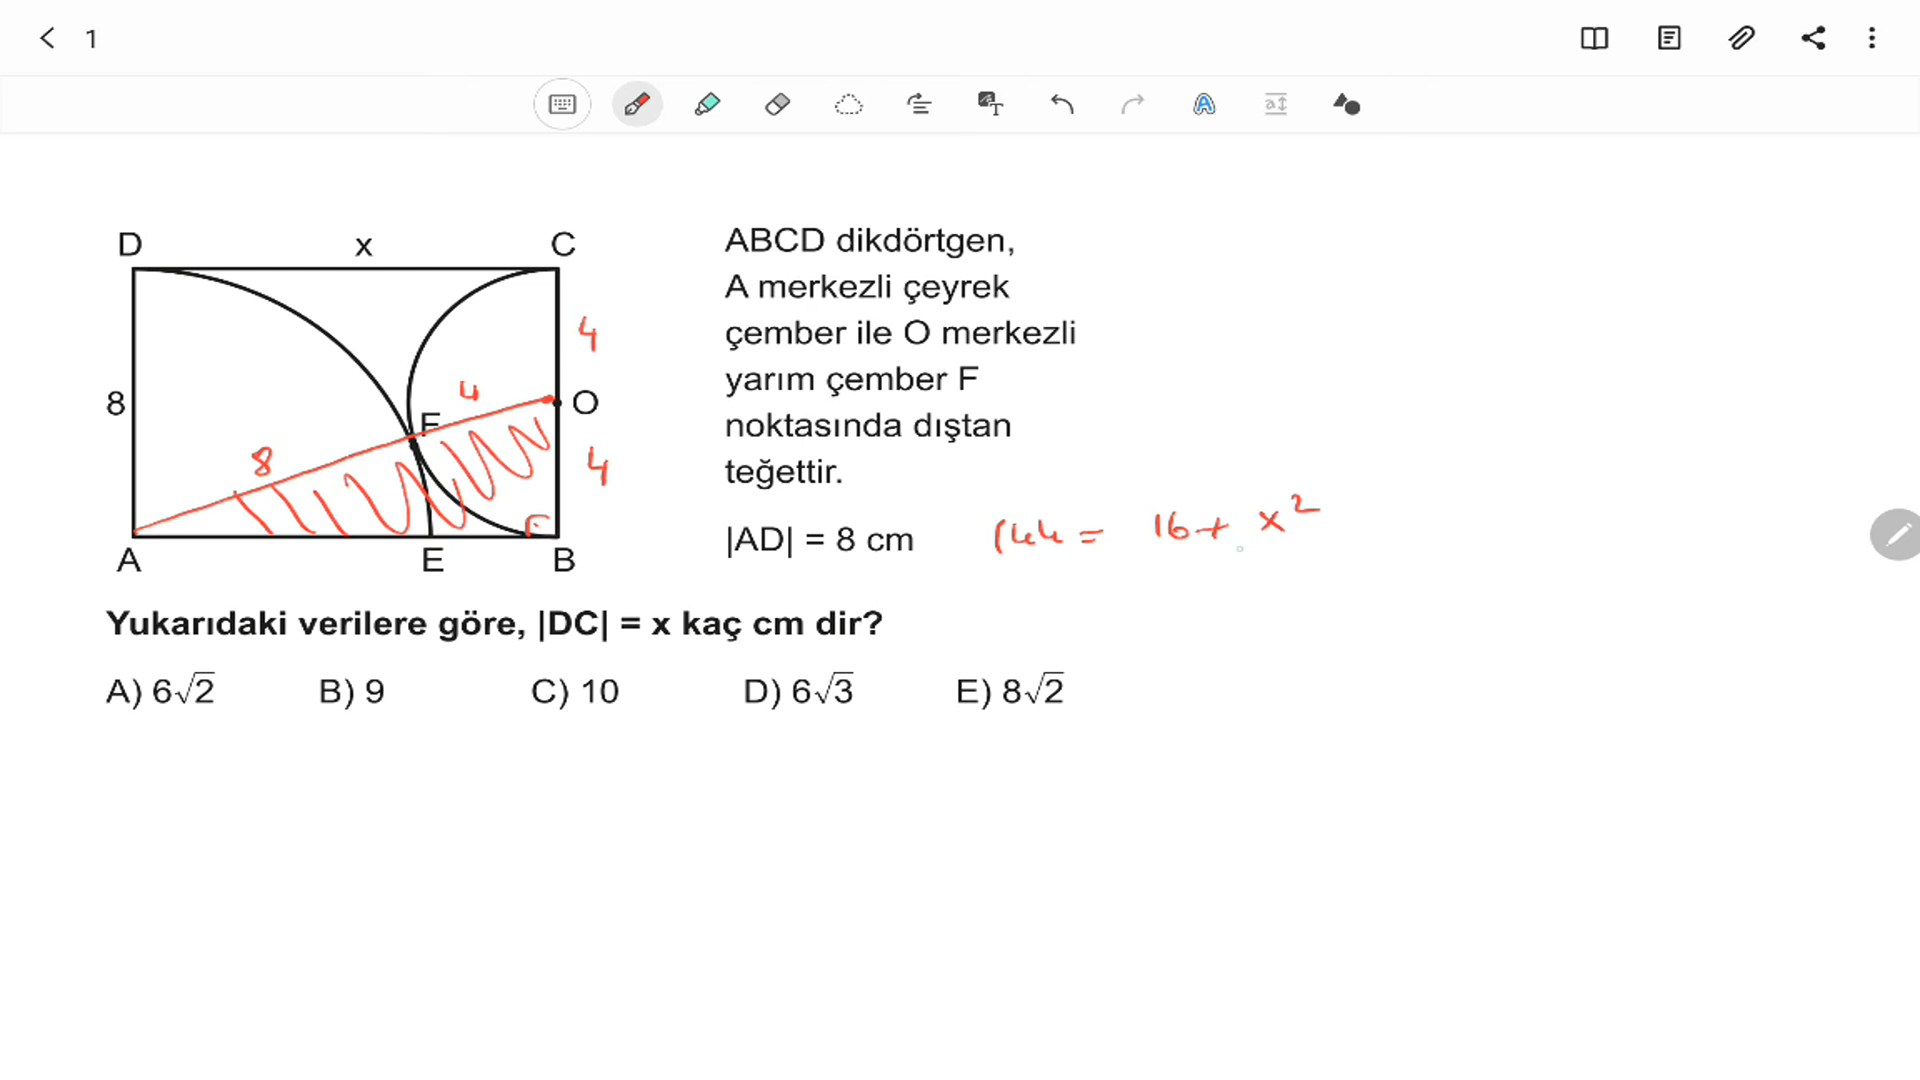 1
D x C
4
8 4 F O
8 4
A E B
ABCD dikdörtgen,
A merkezli çeyrek
çember ile O merkezli
yarım çember F
noktasında dıştan
teğettir.
|AD| = 8 cm 144 = 16 + x²
Yukarıdaki verilere göre, |DC| = x kaç cm dir?
A) 6√2 B) 9 C) 10 D) 6√3 E) 8√2